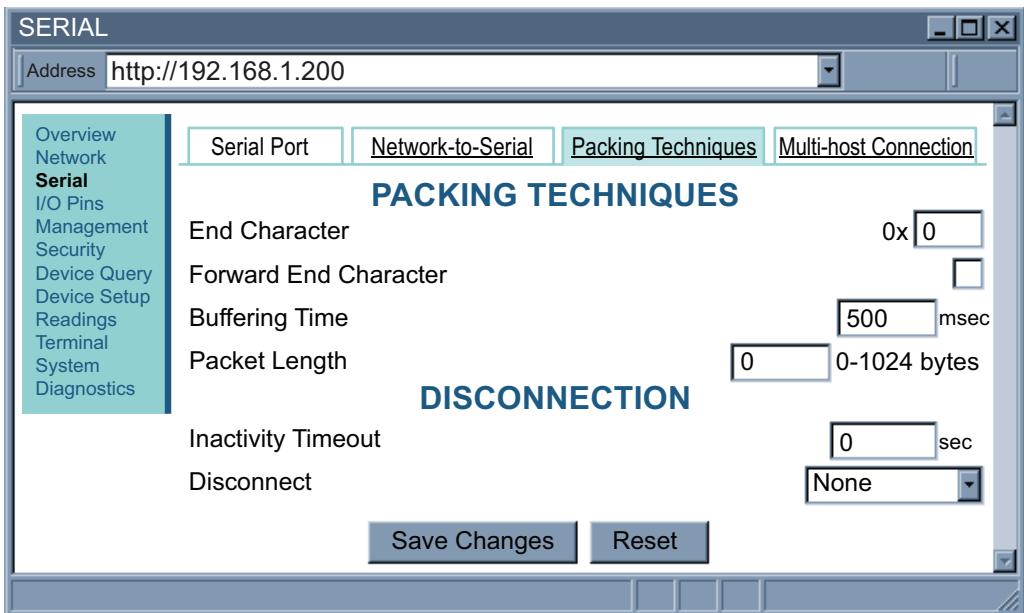 SERIAL
Address http://192.168.1.200
Overview
Network
Serial
I/O Pins
Management
Security
Device Query
Device Setup
Readings
Terminal
System
Diagnostics
Serial Port Network-to-Serial Packing Techniques Multi-host Connection
PACKING TECHNIQUES
End Character 0x 0
Forward End Character
Buffering Time 500 msec
Packet Length 0 0-1024 bytes
DISCONNECTION
Inactivity Timeout 0 sec
Disconnect None
Save Changes Reset